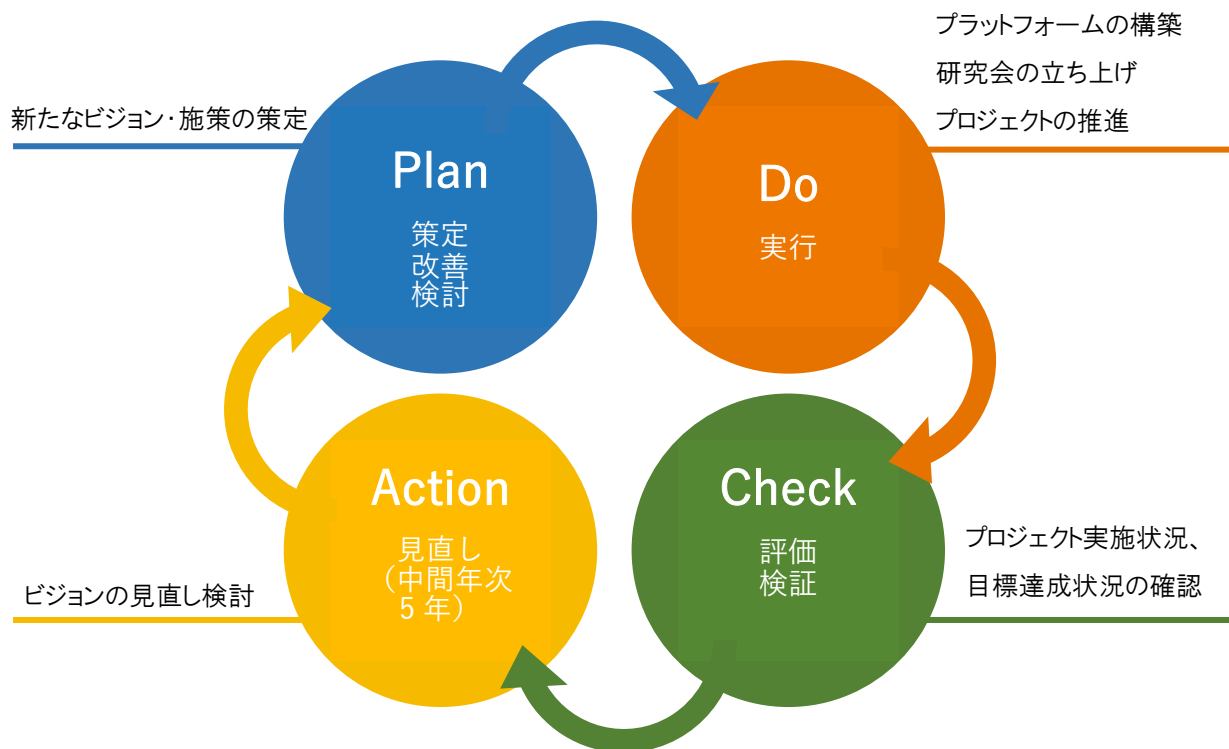 新たなビジョン・施策の策定
Plan
策定
改善
検討
プラットフォームの構築
研究会の立ち上げ
プロジェクトの推進
Do
実行
ビジョンの見直し検討
Action
見直し
（中間年次
5 年）
Check
評価
検証
プロジェクト実施状況、
目標達成状況の確認